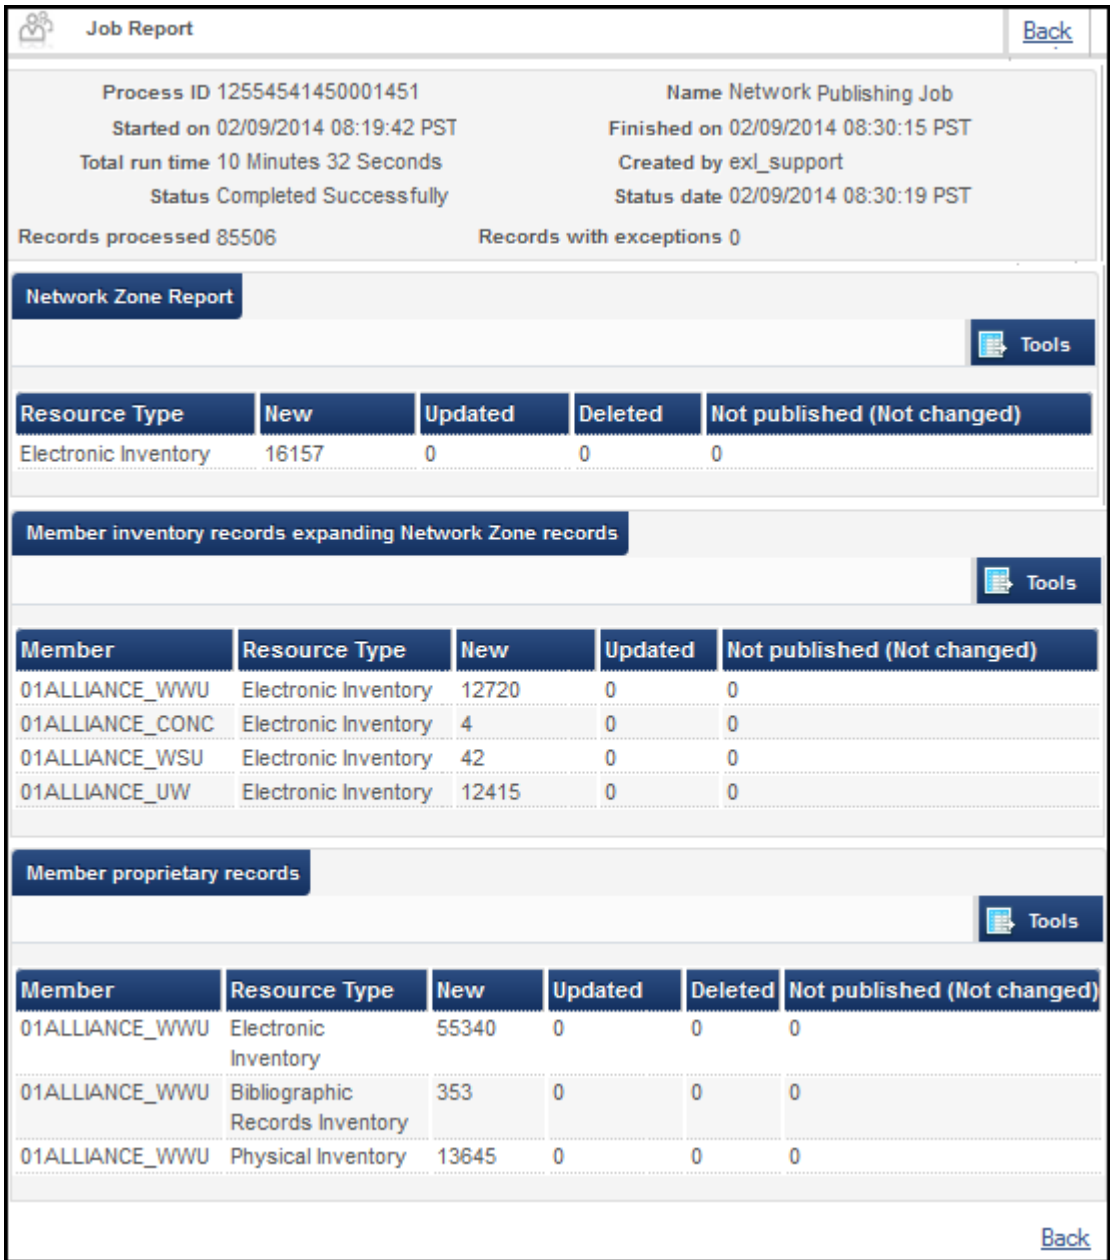 Job Report Back
Process ID 12554541450001451 Name Network Publishing Job
Started on 02/09/2014 08:19:42 PST Finished on 02/09/2014 08:30:15 PST
Total run time 10 Minutes 32 Seconds Created by exl_support
Status Completed Successfully Status date 02/09/2014 08:30:19 PST
Records processed 85506 Records with exceptions 0
Network Zone Report
Tools
Resource Type New Updated Deleted Not published (Not changed)
Electronic Inventory 16157 0 0 0
Member inventory records expanding Network Zone records
Tools
Member Resource Type New Updated Not published (Not changed)
01ALLIANCE_WWU Electronic Inventory 12720 0 0
01ALLIANCE_CONC Electronic Inventory 4 0 0
01ALLIANCE_WSU Electronic Inventory 42 0 0
01ALLIANCE_UW Electronic Inventory 12415 0 0
Member proprietary records
Tools
Member Resource Type New Updated Deleted Not published (Not changed)
01ALLIANCE_WWU Electronic 55340 0 0 0
Inventory
01ALLIANCE_WWU Bibliographic 353 0 0 0
Records Inventory
01ALLIANCE_WWU Physical Inventory 13645 0 0 0
Back